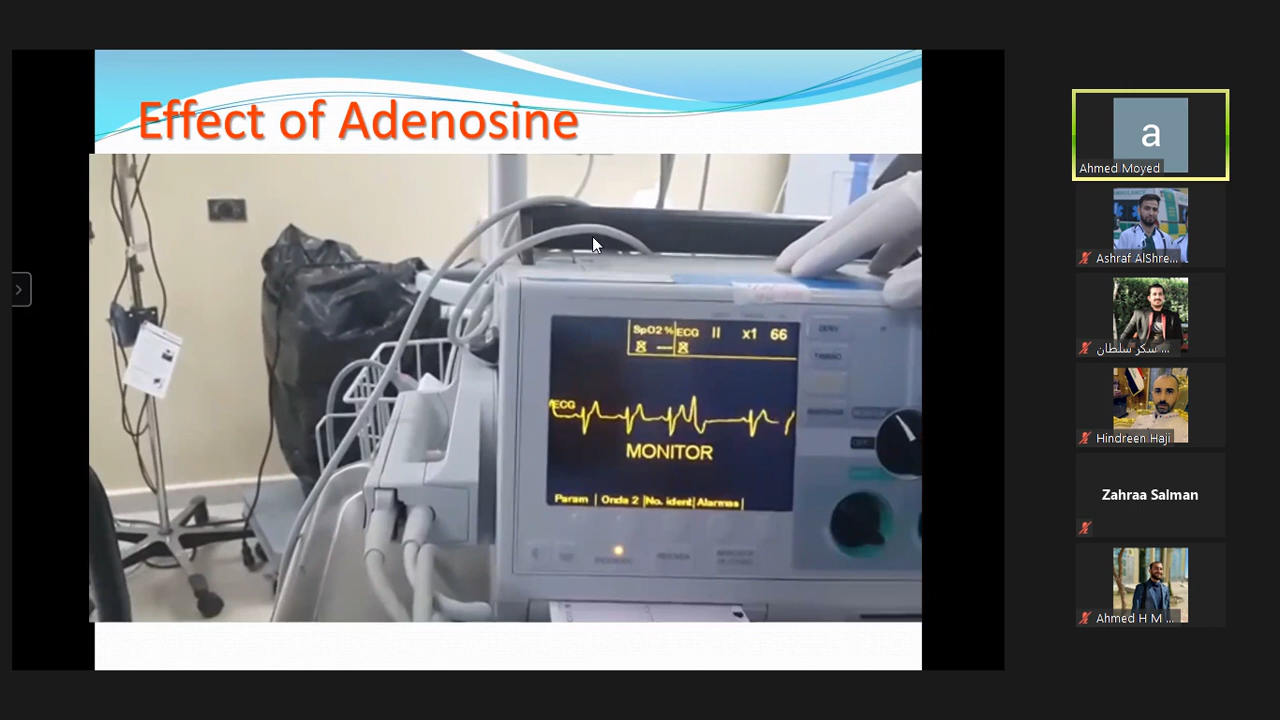 Effect of Adenosine
SpO2 % ECG II x1 66
ECG
MONITOR
Param Onda 2 No. ident Alarmas
a
Ahmed Moyed
AMBULANCE
Ashraf AlShre...
سكر سلطان ...
Hindreen Haji
Zahraa Salman
Ahmed H M ...